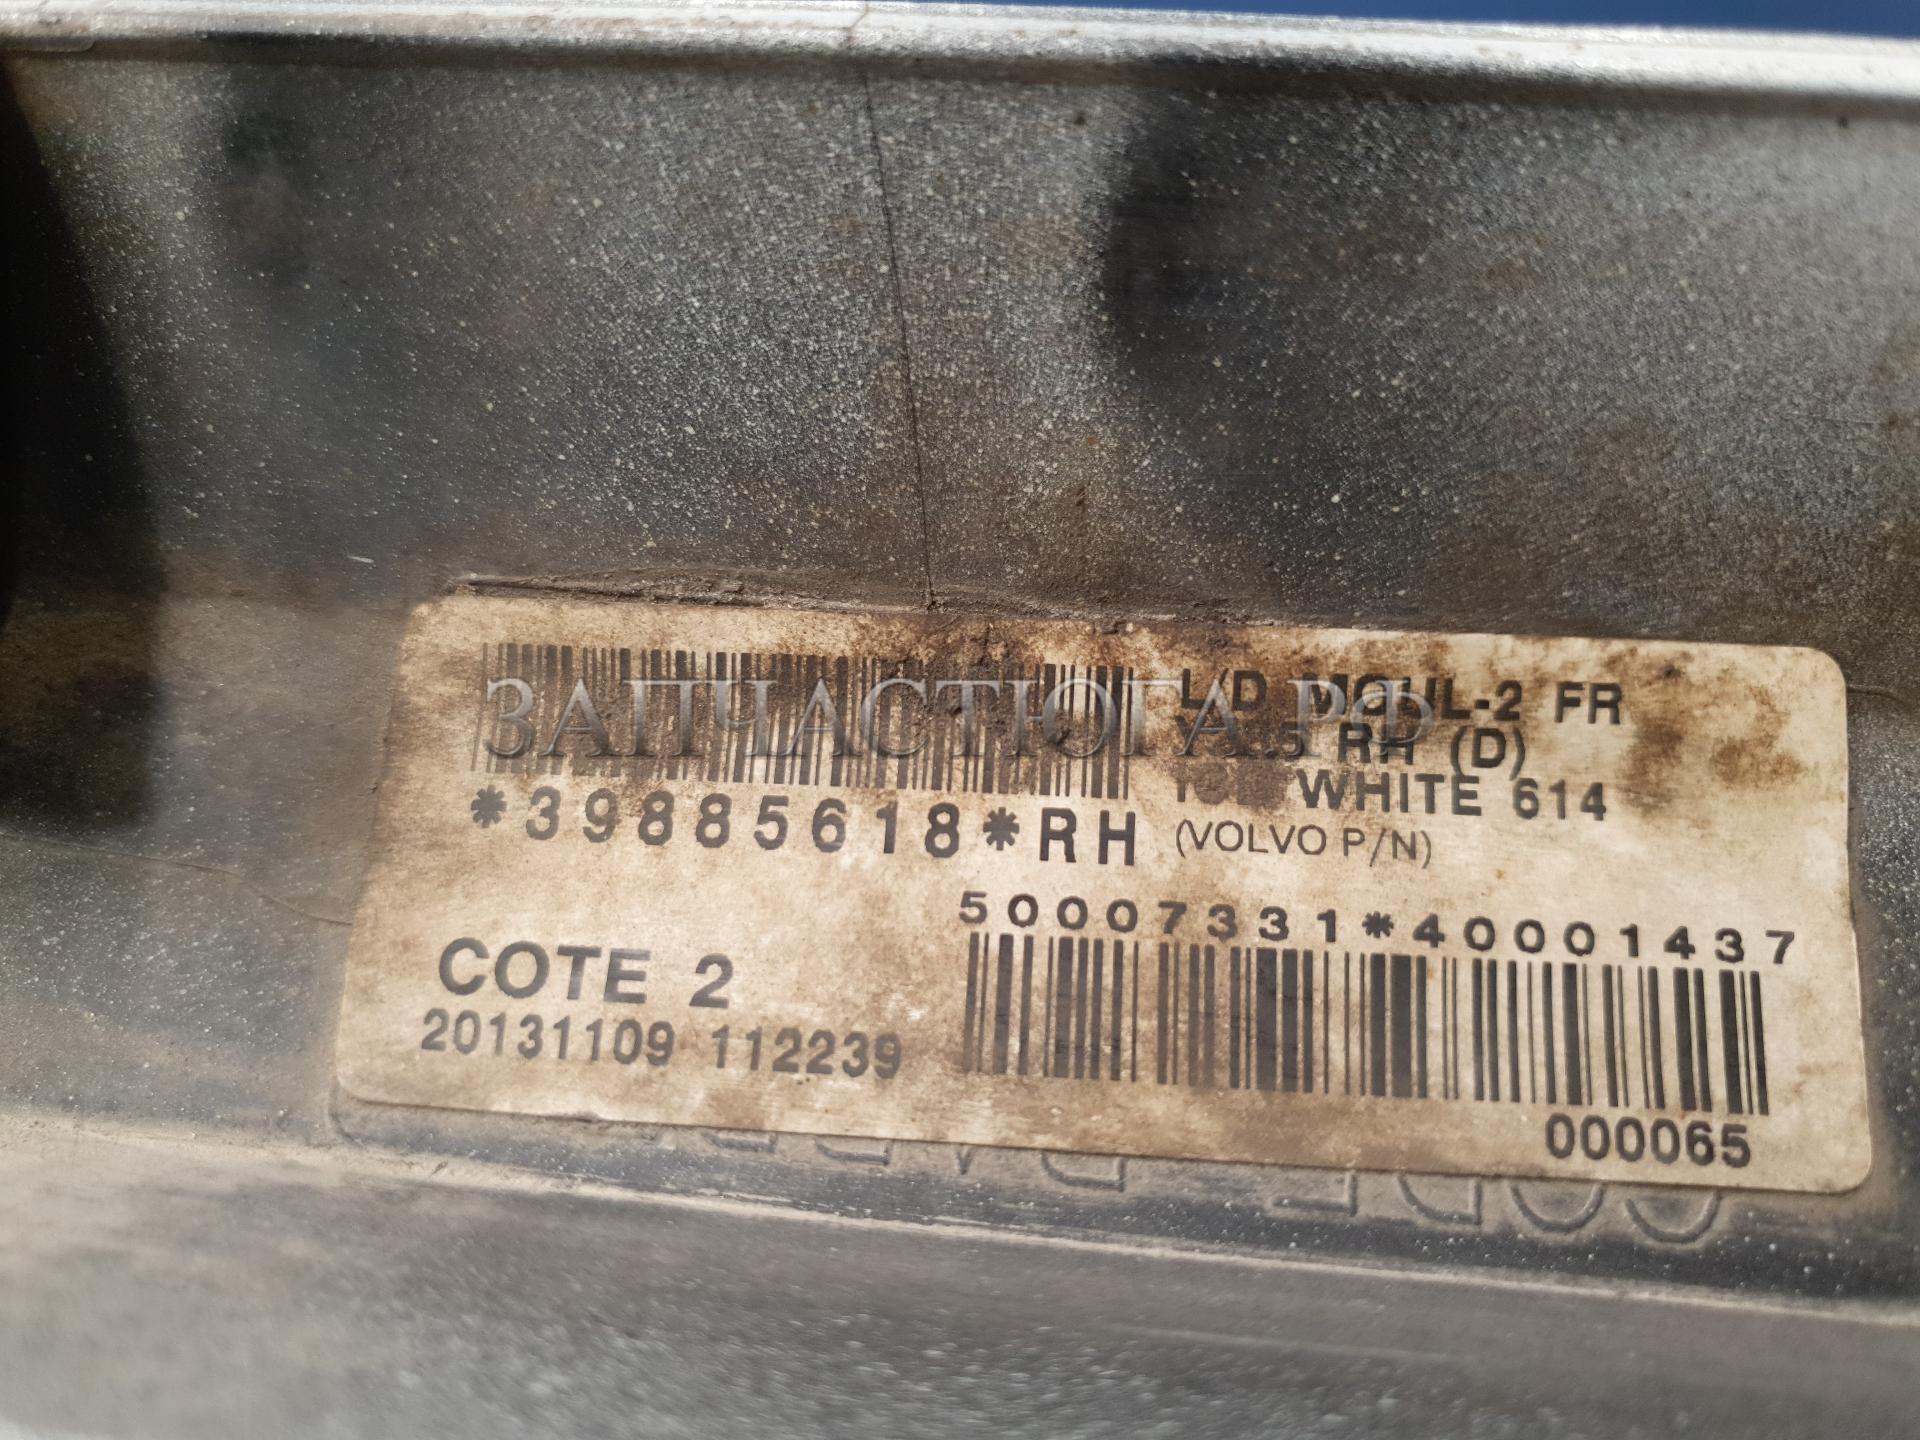 ЗАПЧАСТЮГА.РФ
L/D MOUL-2 FR
RH (D)
WHITE 614
*39885618*RH (VOLVO P/N)
50007331*40001437
COTE 2
20131109 112239
000065